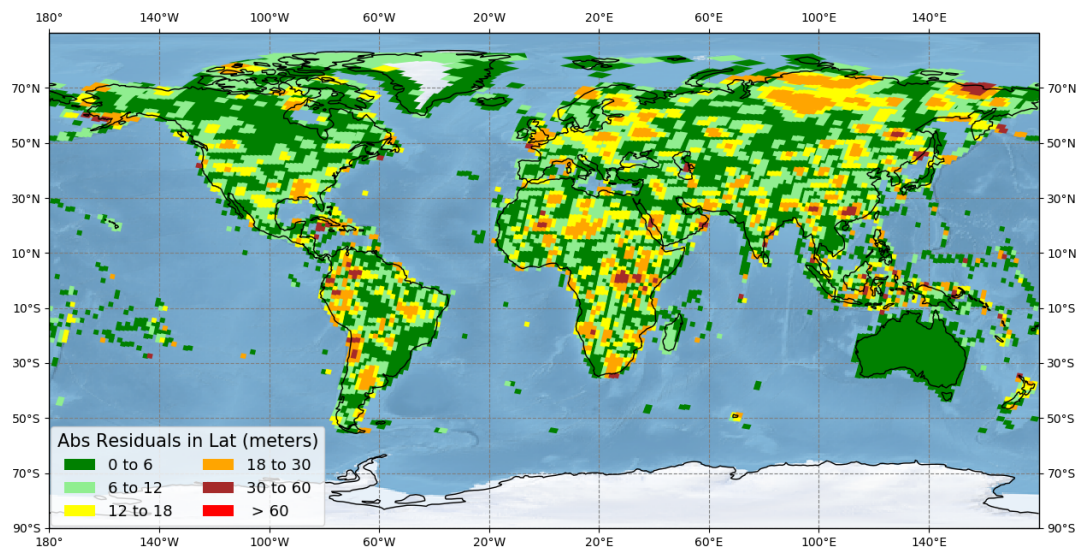 180° 140°W 100°W 60°W 20°W 20°E 60°E 100°E 140°E
70°N 70°N
50°N 50°N
30°N 30°N
10°N 10°N
10°S 10°S
30°S 30°S
50°S 50°S
Abs Residuals in Lat (meters)
0 to 6 18 to 30
70°S 70°S
6 to 12 30 to 60
12 to 18 > 60
90°S 90°S
180° 140°W 100°W 60°W 20°W 20°E 60°E 100°E 140°E